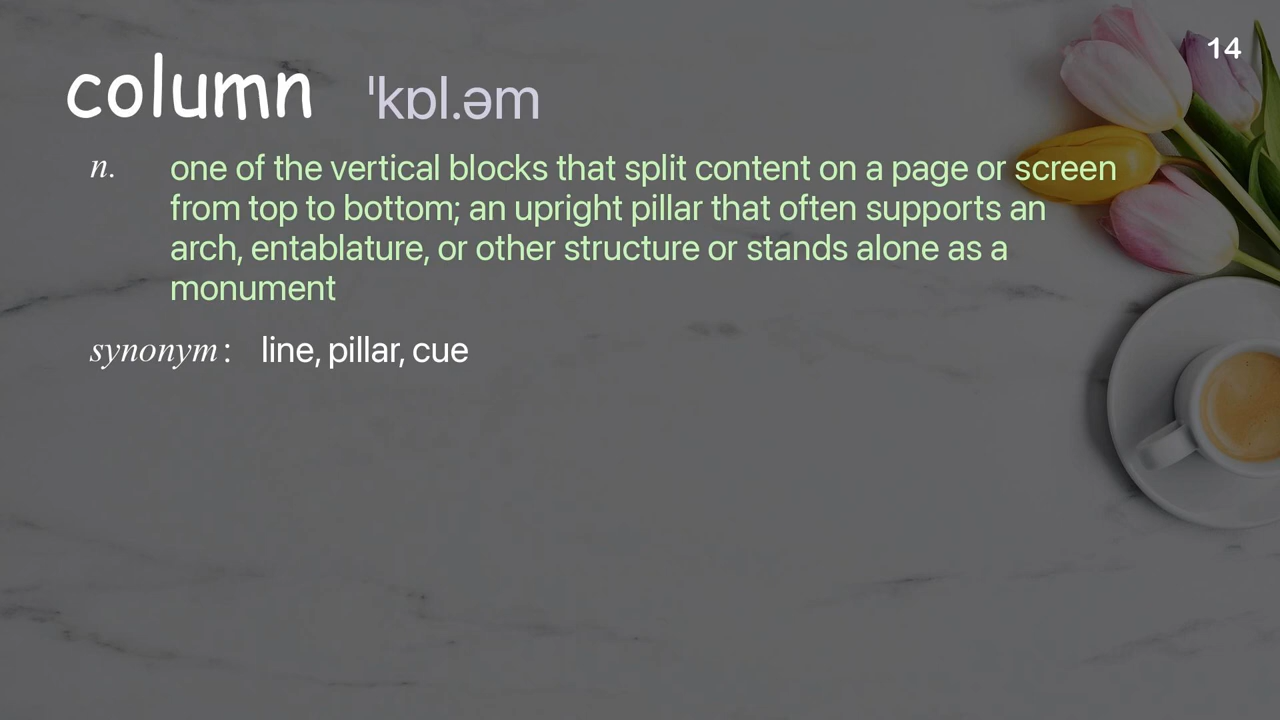 14
column ˈkɒl.əm
n. one of the vertical blocks that split content on a page or screen
from top to bottom; an upright pillar that often supports an
arch, entablature, or other structure or stands alone as a
monument
synonym: line, pillar, cue